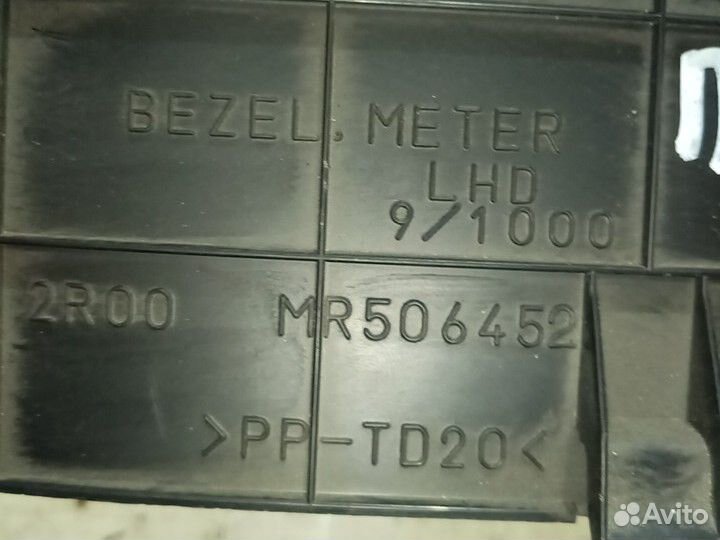 BEZEL, METER
LHD
9/1000
2R00 MR506452
>PP-TD20<
Avito